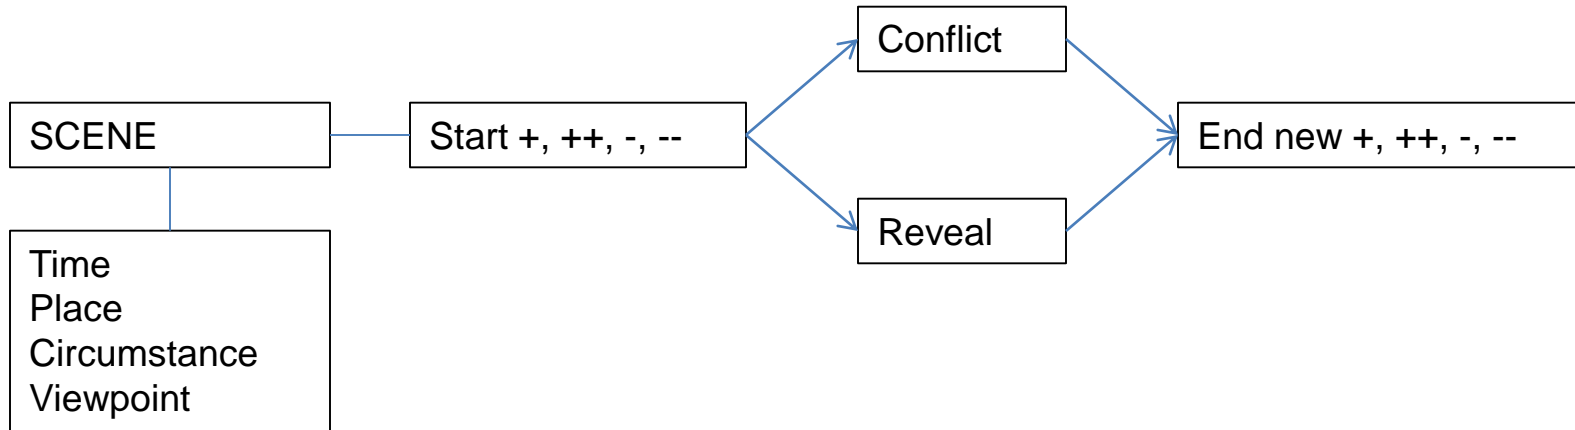 SCENE
Start +, ++, -, --
Conflict
Reveal
End new +, ++, -, --
Time
Place
Circumstance
Viewpoint